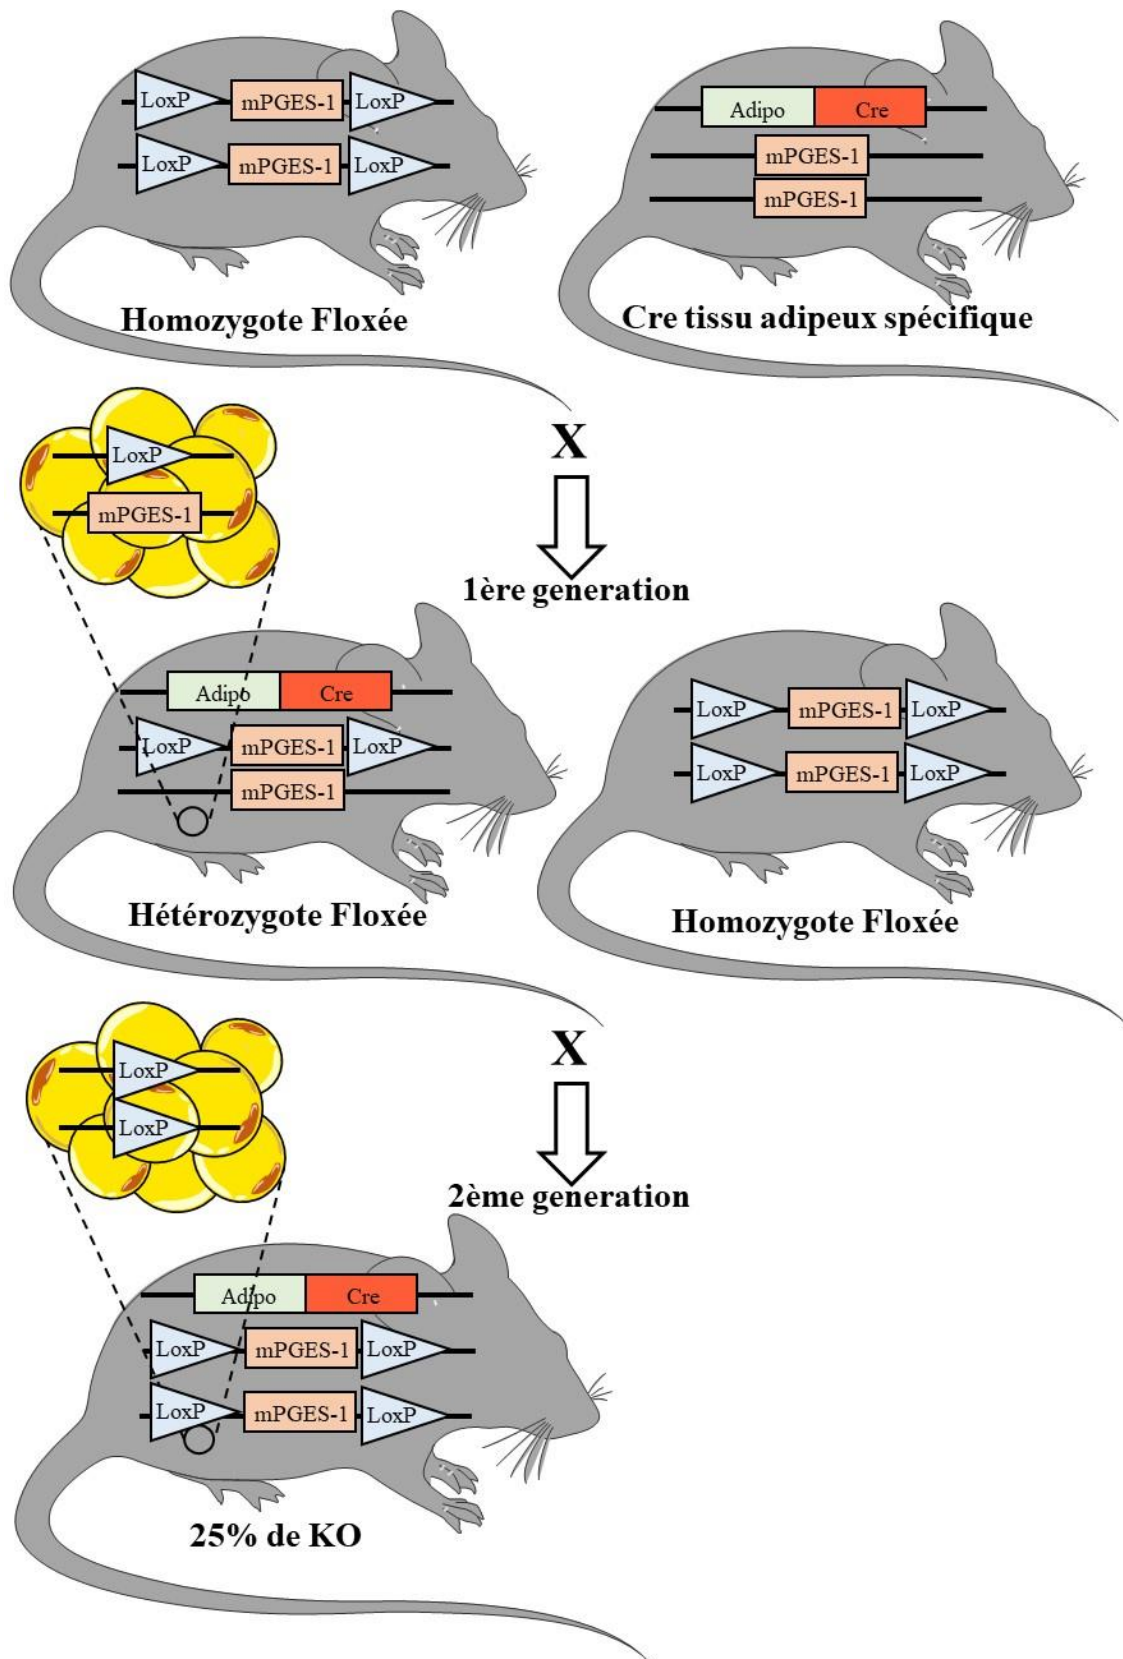 LoxP mPGES-1 LoxP
LoxP mPGES-1 LoxP
Homozygote Floxée
Adipo Cre
mPGES-1
mPGES-1
Cre tissu adipeux spécifique
X
LoxP
mPGES-1
1ère generation
Adipo Cre
LoxP mPGES-1 LoxP
mPGES-1
Hétérozygote Floxée
LoxP mPGES-1 LoxP
LoxP mPGES-1 LoxP
Homozygote Floxée
X
LoxP
LoxP
2ème generation
Adipo Cre
LoxP mPGES-1 LoxP
LoxP mPGES-1 LoxP
25% de KO